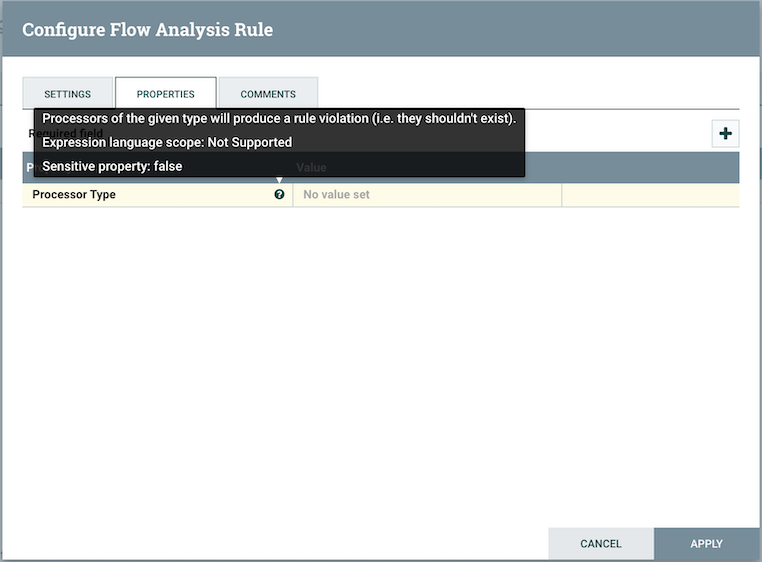 Configure Flow Analysis Rule
SETTINGS
PROPERTIES
COMMENTS
Processors of the given type will produce a rule violation (i.e. they shouldn't exist).
Required field
Expression language scope: Not Supported
Sensitive property: false
Value
Processor Type
No value set
CANCEL
APPLY